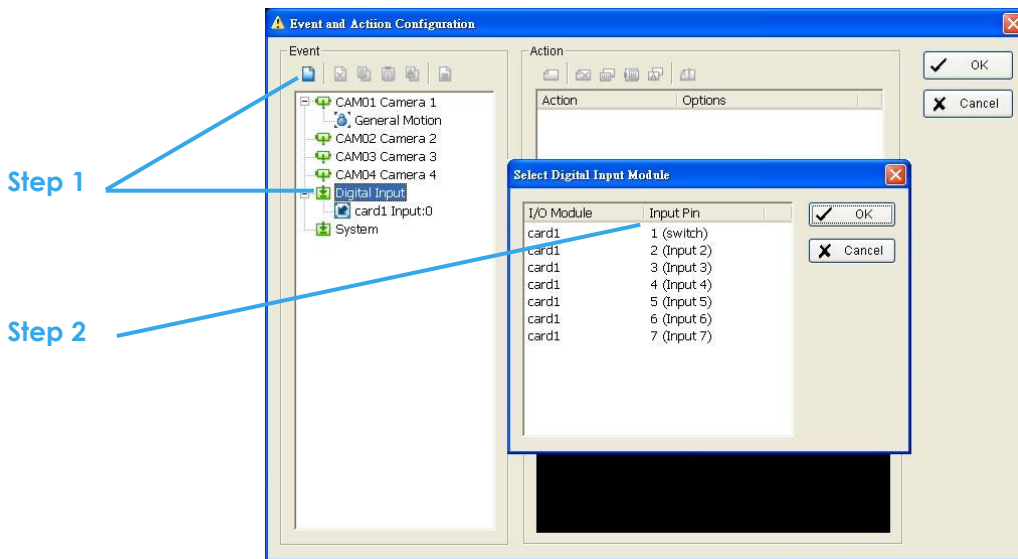 Event and Actiion Configuration
Event
Action
OK
Cancel
CAM01 Camera 1
General Motion
CAM02 Camera 2
CAM03 Camera 3
CAM04 Camera 4
Digital Input
card1 Input:0
System
Action Options
Step 1
Step 2
Select Digital Input Module
I/O Module Input Pin
card1 1 (switch)
card1 2 (Input 2)
card1 3 (Input 3)
card1 4 (Input 4)
card1 5 (Input 5)
card1 6 (Input 6)
card1 7 (Input 7)
OK
Cancel